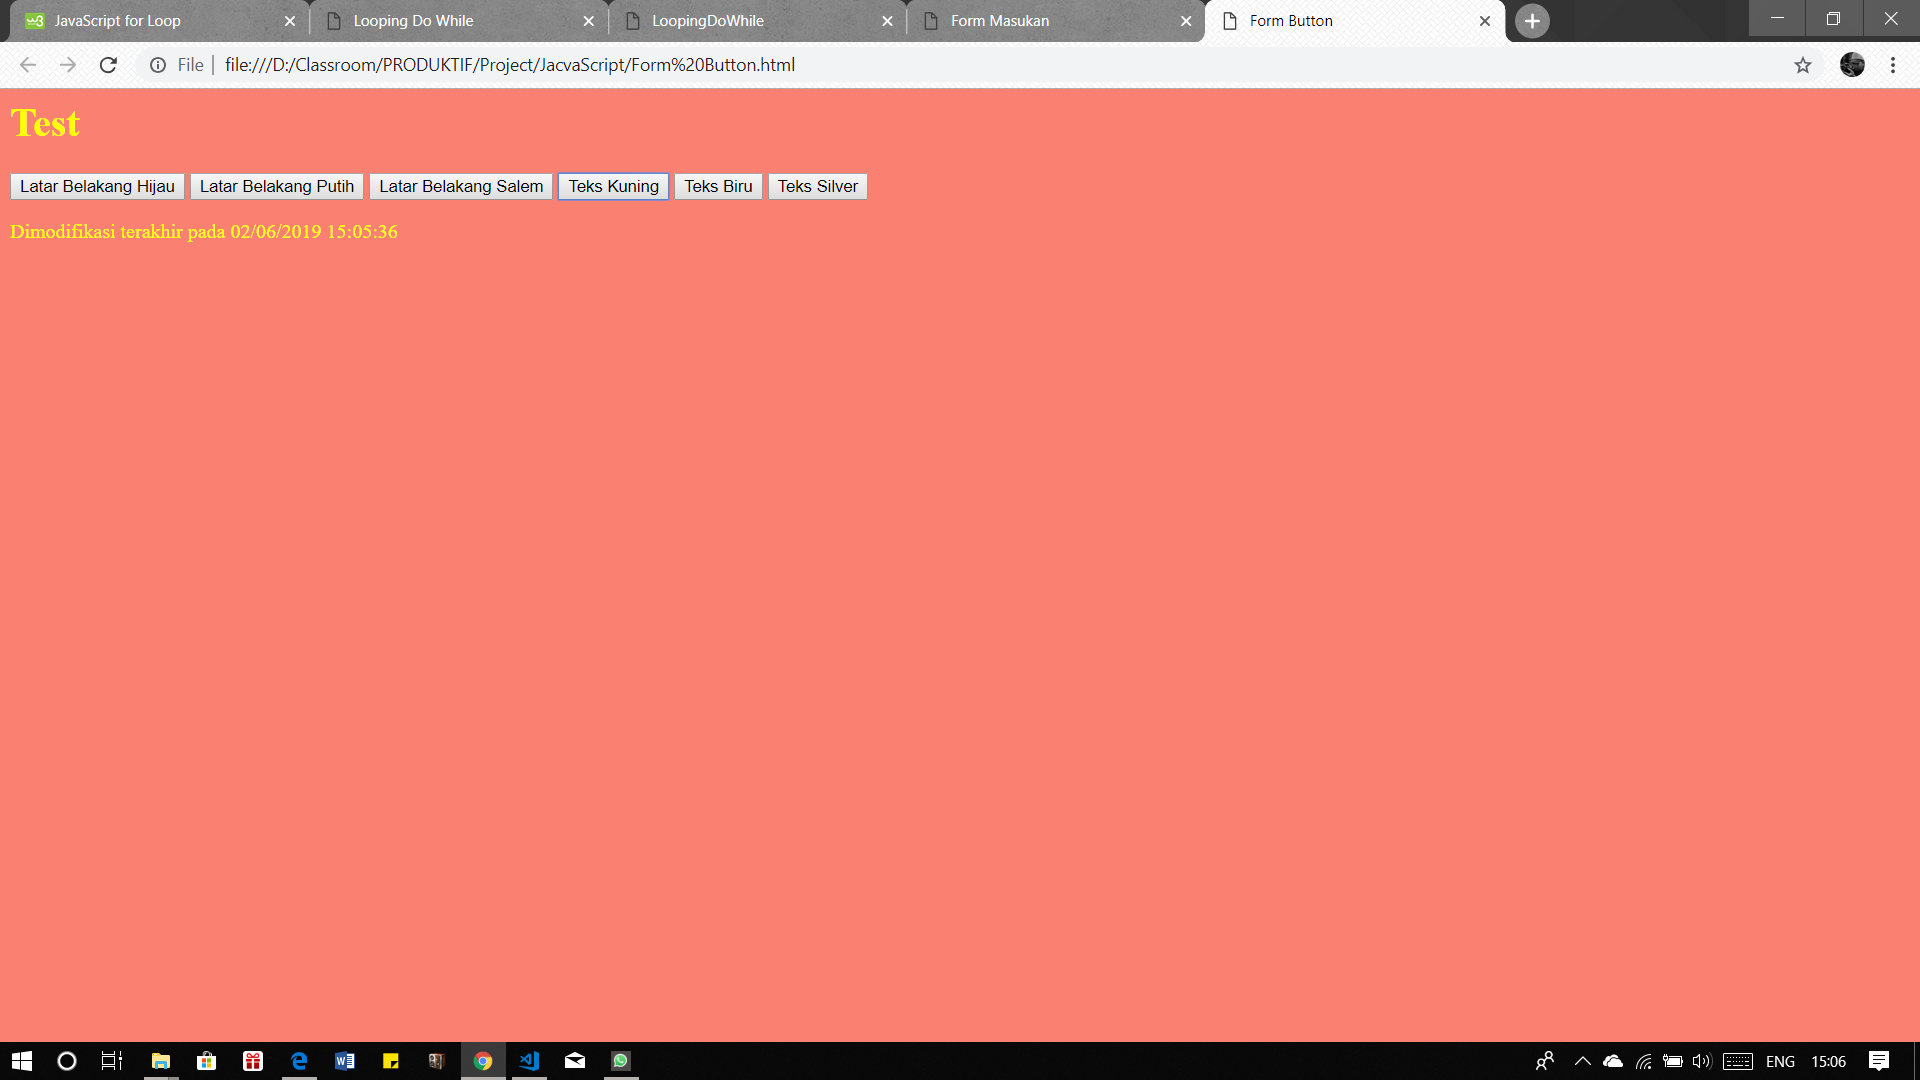 JavaScript for Loop
Looping Do While
LoopingDoWhile
Form Masukan
Form Button
File
file:///D:/Classroom/PRODUKTIF/Project/JacvaScript/Form%20Button.html
Test
Latar Belakang Hijau
Latar Belakang Putih
Latar Belakang Salem
Teks Kuning
Teks Biru
Teks Silver
Dimodifikasi terakhir pada 02/06/2019 15:05:36
ENG
15:06